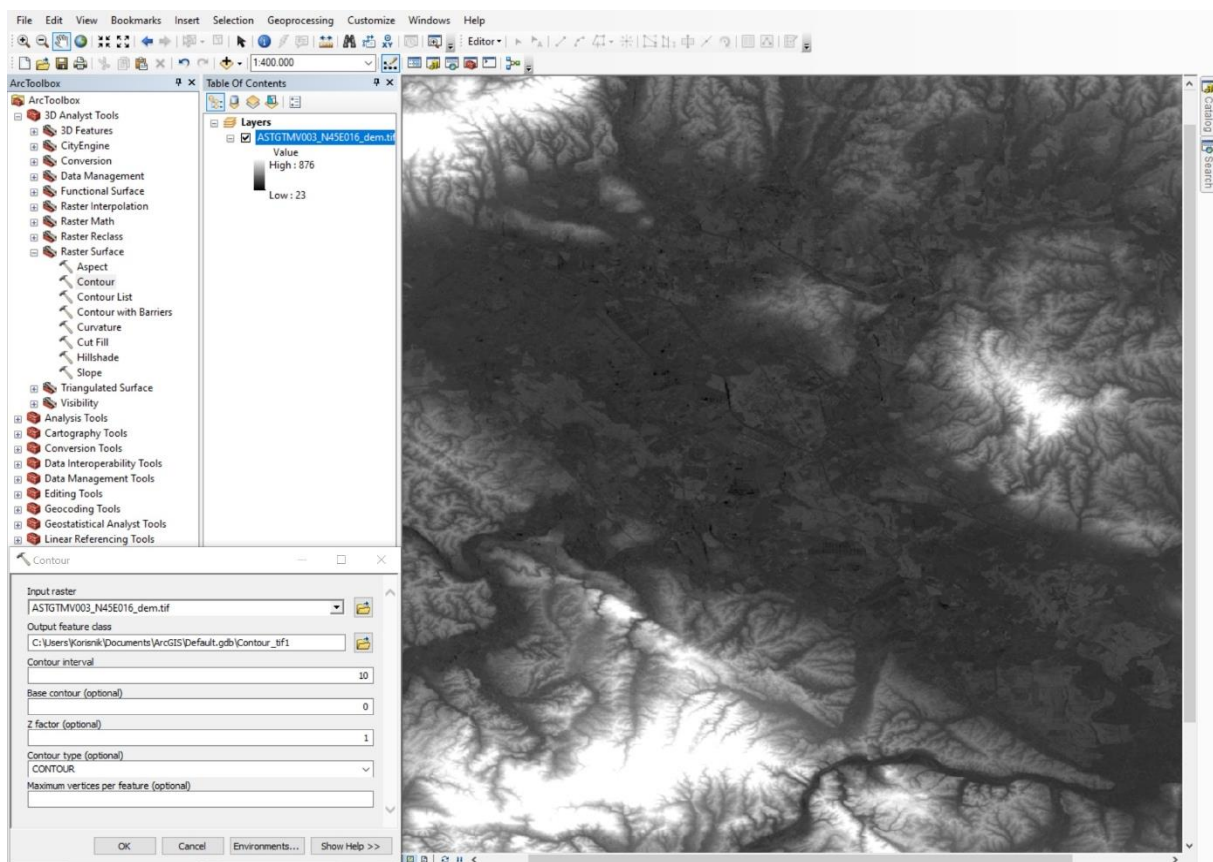 File Edit View Bookmarks Insert Selection Geoprocessing Customize Windows Help
Editor
1:400.000
ArcToolbox
Table Of Contents
ArcToolbox
3D Analyst Tools
3D Features
CityEngine
Conversion
Data Management
Functional Surface
Raster Interpolation
Raster Math
Raster Reclass
Raster Surface
Aspect
Contour
Contour List
Contour with Barriers
Curvature
Cut Fill
Hillshade
Slope
Triangulated Surface
Visibility
Analysis Tools
Cartography Tools
Conversion Tools
Data Interoperability Tools
Data Management Tools
Editing Tools
Geocoding Tools
Geostatistical Analyst Tools
Linear Referencing Tools
Layers
ASTGTMV003_N45E016_dem.tif
Value
High : 876
Low : 23
Catalog
Search
Contour
Input raster
ASTGTMV003_N45E016_dem.tif
Output feature class
C:\Users\Korisnik\Documents\ArcGIS\Default.gdb\Contour_tif1
Contour interval
10
Base contour (optional)
0
Z factor (optional)
1
Contour type (optional)
CONTOUR
Maximum vertices per feature (optional)
OK Cancel Environments... Show Help >>